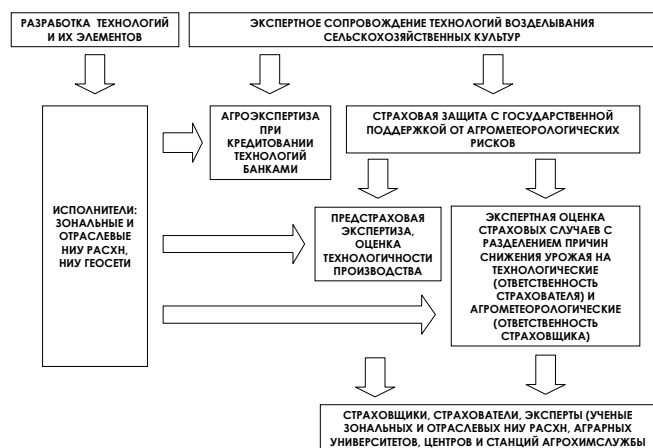 РАЗРАБОТКА ТЕХНОЛОГИЙ
И ИХ ЭЛЕМЕНТОВ
ЭКСПЕРТНОЕ СОПРОВОЖДЕНИЕ ТЕХНОЛОГИЙ ВОЗДЕЛЫВАНИЯ
СЕЛЬСКОХОЗЯЙСТВЕННЫХ КУЛЬТУР
АГРОЭКСПЕРТИЗА
ПРИ
КРЕДИТОВАНИИ
ТЕХНОЛОГИЙ
БАНКАМИ
СТРАХОВАЯ ЗАЩИТА С ГОСУДАРСТВЕННОЙ
ПОДДЕРЖКОЙ ОТ АГРОМЕТЕОРОЛОГИЧЕСКИХ
РИСКОВ
ИСПОЛНИТЕЛИ:
ЗОНАЛЬНЫЕ И
ОТРАСЛЕВЫЕ
НИУ РАСХН,
НИУ ГЕОСЕТИ
ПРЕДСТРАХОВАЯ
ЭКСПЕРТИЗА,
ОЦЕНКА
ТЕХНОЛОГИЧНОСТИ
ПРОИЗВОДСТВА
ЭКСПЕРТНАЯ ОЦЕНКА
СТРАХОВЫХ СЛУЧАЕВ С
РАЗДЕЛЕНИЕМ ПРИЧИН
СНИЖЕНИЯ УРОЖАЯ НА
ТЕХНОЛОГИЧЕСКИЕ
(ОТВЕТСТВЕННОСТЬ
СТРАХОВАТЕЛЯ) И
АГРОМЕТЕОРОЛОГИЧЕСКИЕ
(ОТВЕТСТВЕННОСТЬ
СТРАХОВЩИКА)
СТРАХОВЩИКИ, СТРАХОВАТЕЛИ, ЭКСПЕРТЫ (УЧЕНЫЕ
ЗОНАЛЬНЫХ И ОТРАСЛЕВЫХ НИУ РАСХН, АГРАРНЫХ
УНИВЕРСИТЕТОВ, ЦЕНТРОВ И СТАНЦИЙ АГРОХИМСЛУЖБЫ